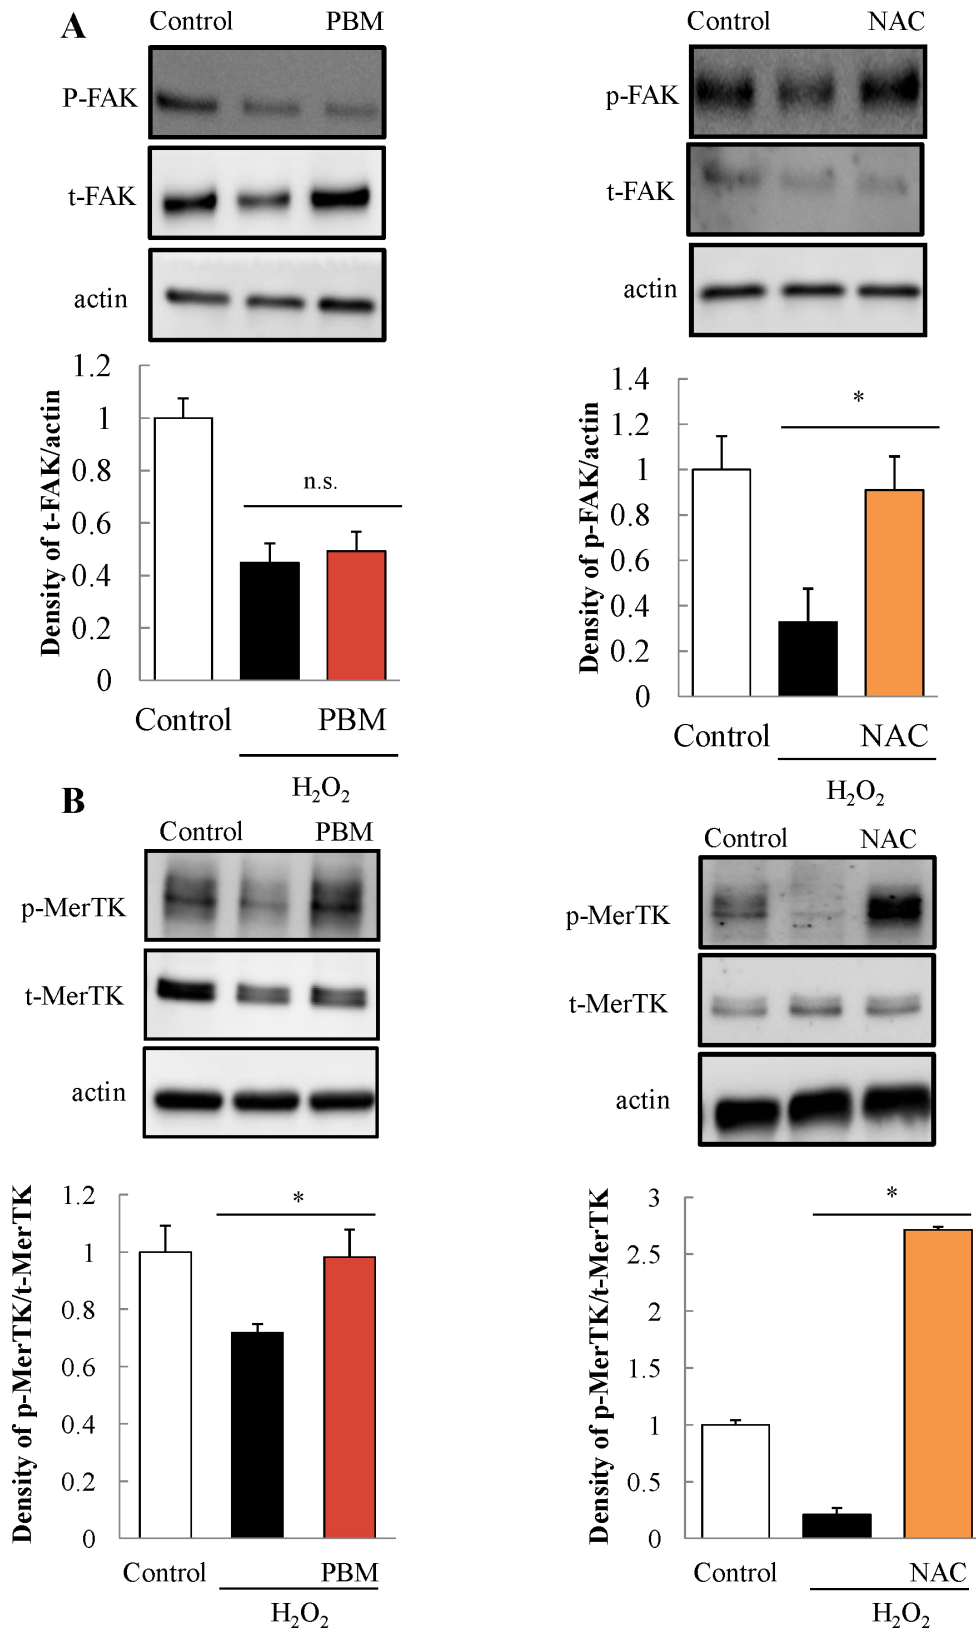 A
Control PBM
P-FAK
t-FAK
actin
1.2
1
0.8
0.6
0.4
0.2
0
Density of t-FAK/actin
n.s.
Control PBM
H₂O₂
Control NAC
p-FAK
t-FAK
actin
1.4
1.2
1
0.8
0.6
0.4
0.2
0
Density of p-FAK/actin
*
Control NAC
H₂O₂
B
Control PBM
p-MerTK
t-MerTK
actin
1.2
1
0.8
0.6
0.4
0.2
0
Density of p-MerTK/t-MerTK
*
Control PBM
H₂O₂
Control NAC
p-MerTK
t-MerTK
actin
3
2.5
2
1.5
1
0.5
0
Density of p-MerTK/t-MerTK
*
Control NAC
H₂O₂